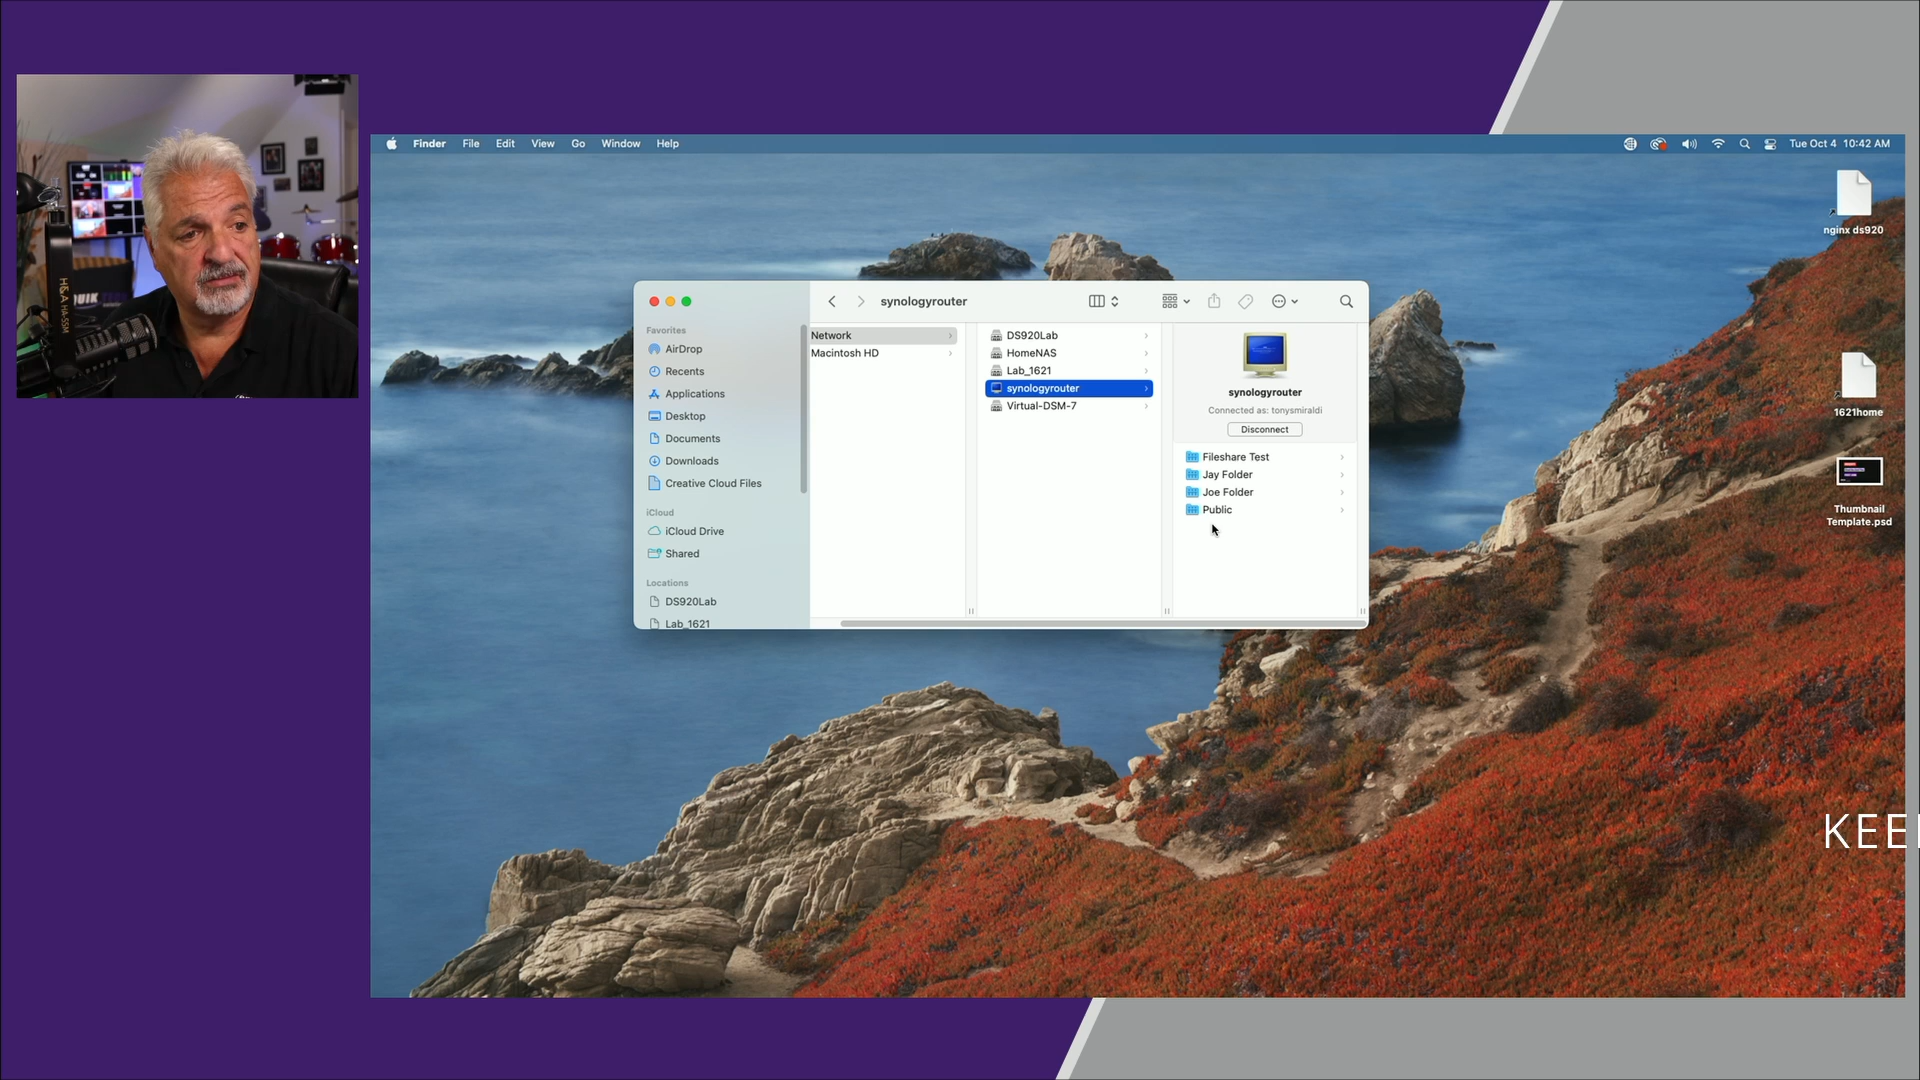 Finder File Edit View Go Window Help
Tue Oct 4 10:42 AM
nginx ds920
1621home
Thumbnail
Template.psd
synologyrouter
Favorites
AirDrop
Recents
Applications
Desktop
Documents
Downloads
Creative Cloud Files
iCloud
iCloud Drive
Shared
Locations
DS920Lab
Lab_1621
Network
Macintosh HD
DS920Lab
HomeNAS
Lab_1621
synologyrouter
Virtual-DSM-7
synologyrouter
Connected as: tonysmiraldi
Disconnect
Fileshare Test
Jay Folder
Joe Folder
Public
H&A HA-SSM
QUIK
KEE